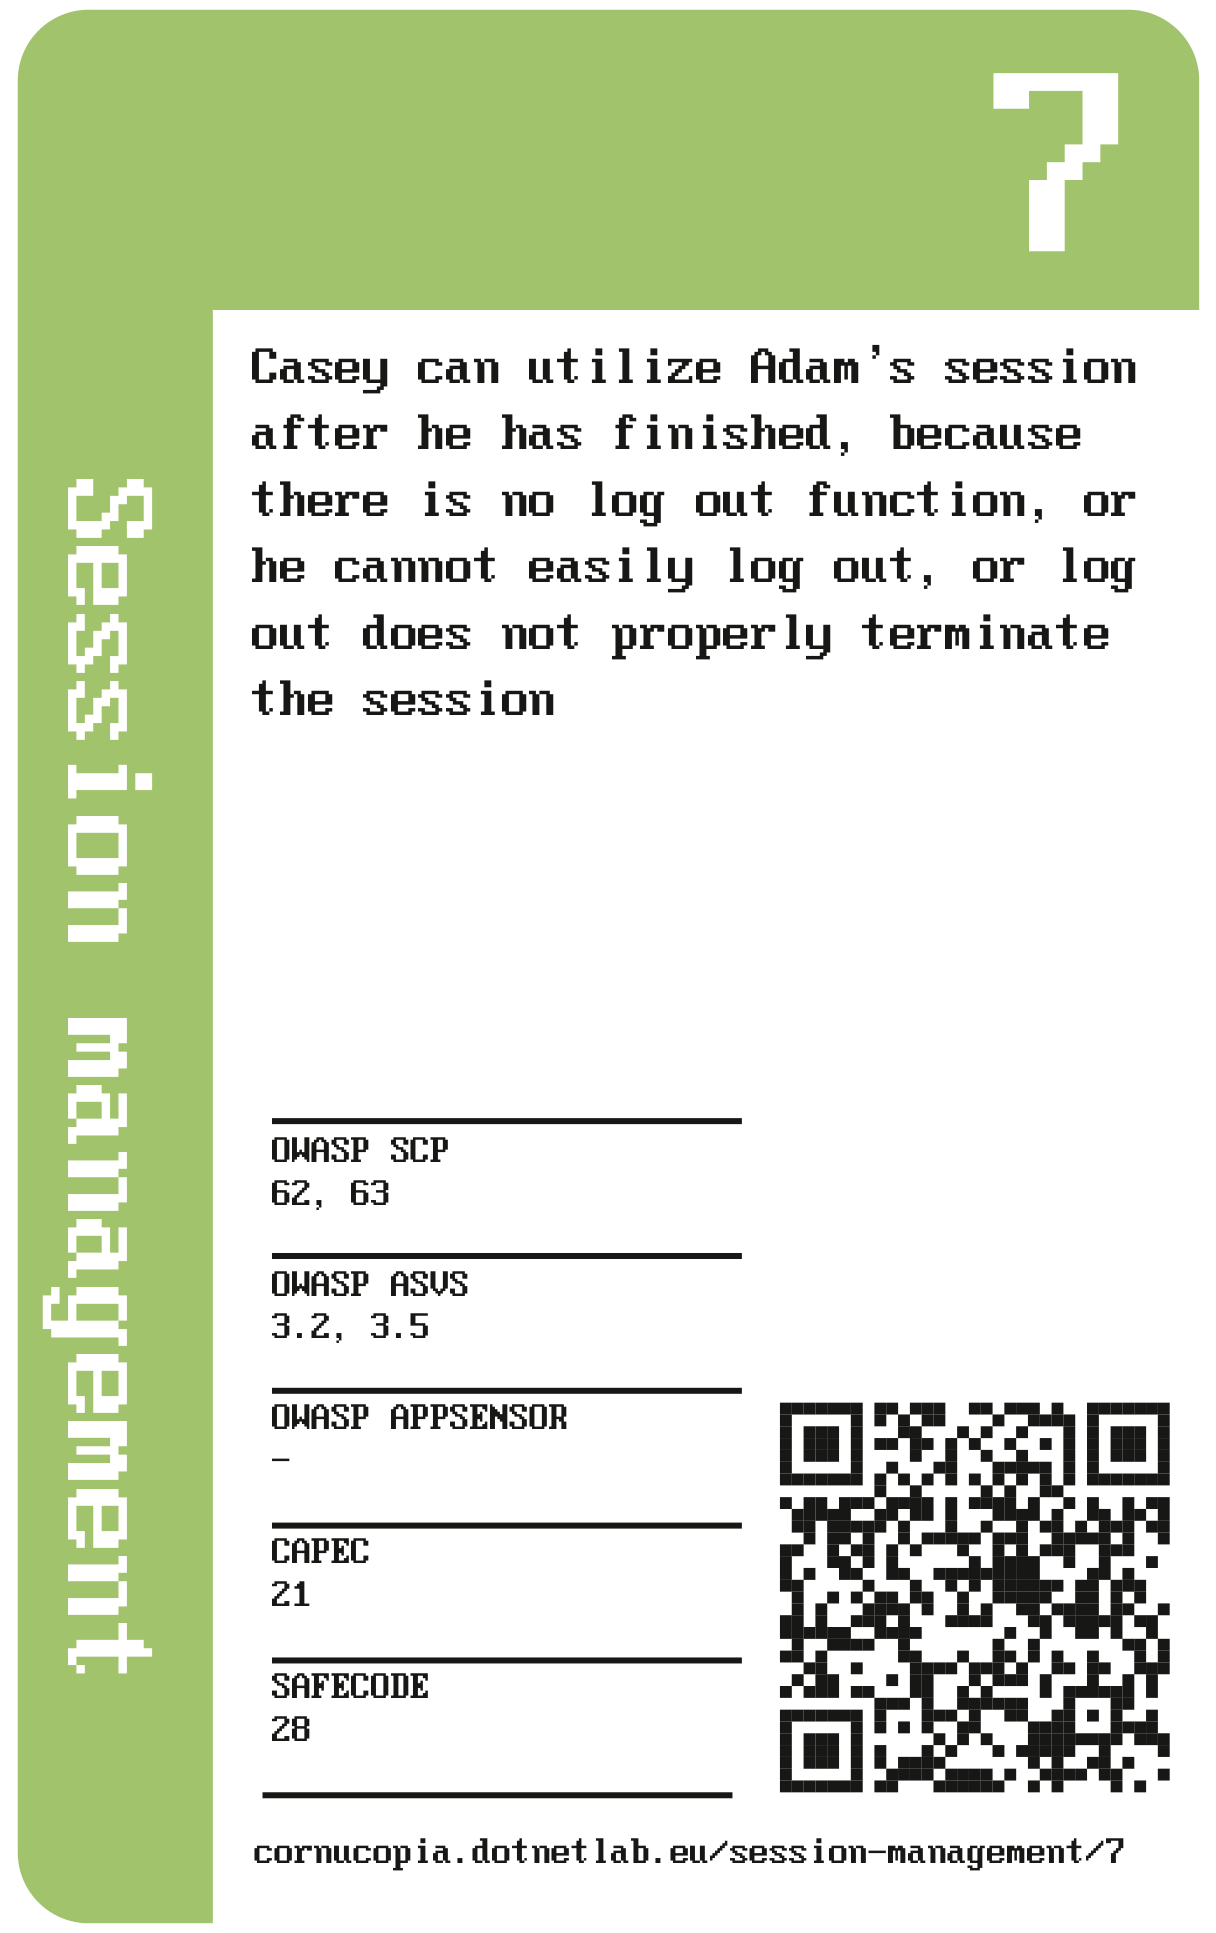 7
Session management
Casey can utilize Adam's session
after he has finished, because
there is no log out function, or
he cannot easily log out, or log
out does not properly terminate
the session
OWASP SCP
62, 63
OWASP ASVS
3.2, 3.5
OWASP APPSENSOR
–
CAPEC
21
SAFECODE
28
cornucopia.dotnetlab.eu/session-management/7